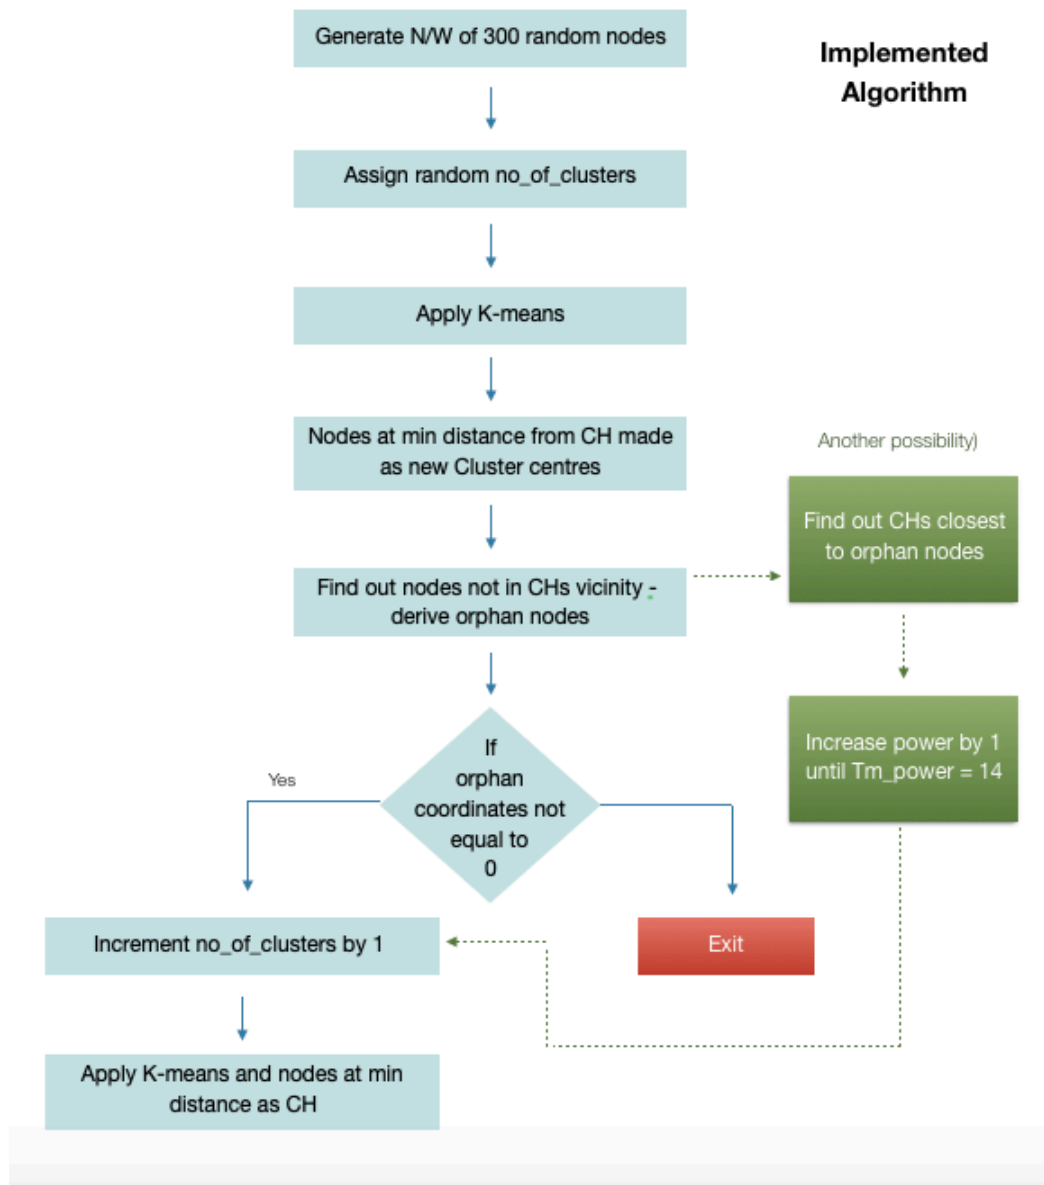 Generate N/W of 300 random nodes
Implemented
Algorithm
Assign random no_of_clusters
Apply K-means
Nodes at min distance from CH made
as new Cluster centres
Another possibility)
Find out CHs closest
to orphan nodes
Find out nodes not in CHs vicinity -
derive orphan nodes
Increase power by 1
until Tm_power = 14
If
orphan
coordinates not
equal to
0
Yes
Increment no_of_clusters by 1
Exit
Apply K-means and nodes at min
distance as CH